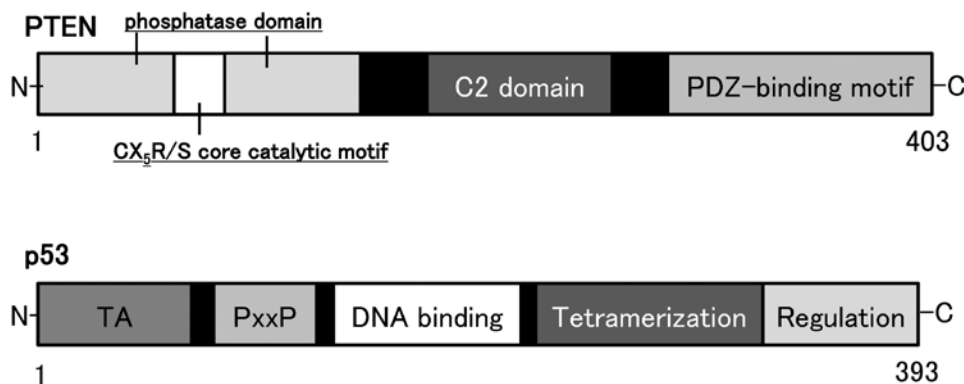 PTEN
phosphatase domain
N C2 domain PDZ-binding motif C
1 403
CX5R/S core catalytic motif
p53
N TA PxxP DNA binding Tetramerization Regulation C
1 393